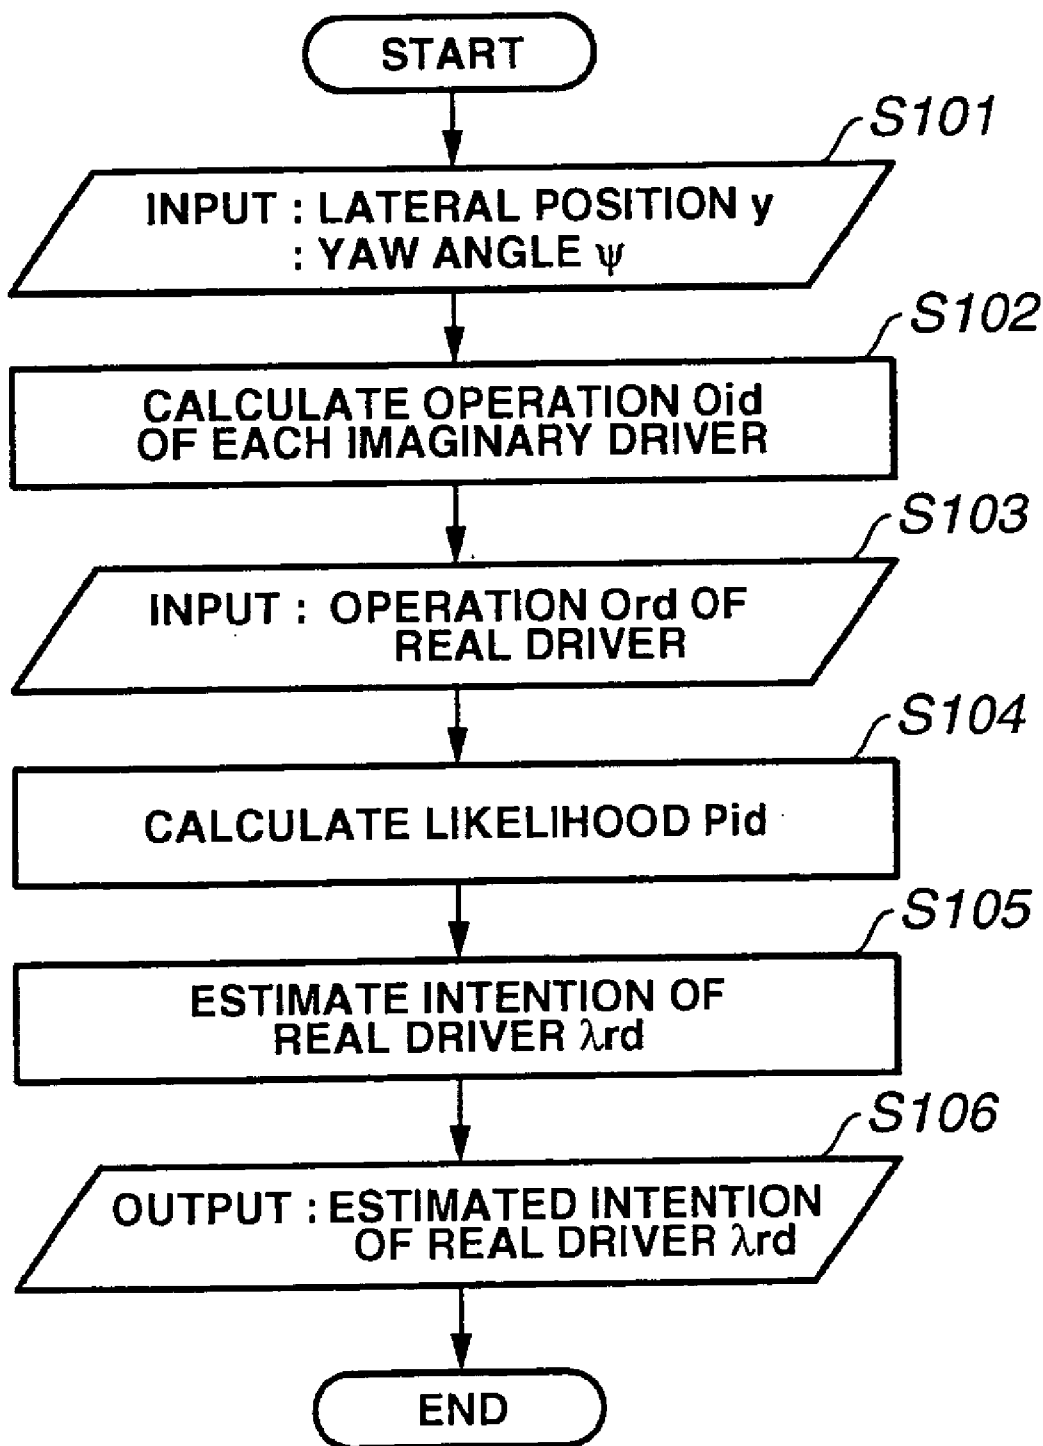 START
S101
INPUT : LATERAL POSITION y
: YAW ANGLE ψ
S102
CALCULATE OPERATION Oid
OF EACH IMAGINARY DRIVER
S103
INPUT : OPERATION Ord OF
REAL DRIVER
S104
CALCULATE LIKELIHOOD Pid
S105
ESTIMATE INTENTION OF
REAL DRIVER λrd
S106
OUTPUT : ESTIMATED INTENTION
OF REAL DRIVER λrd
END